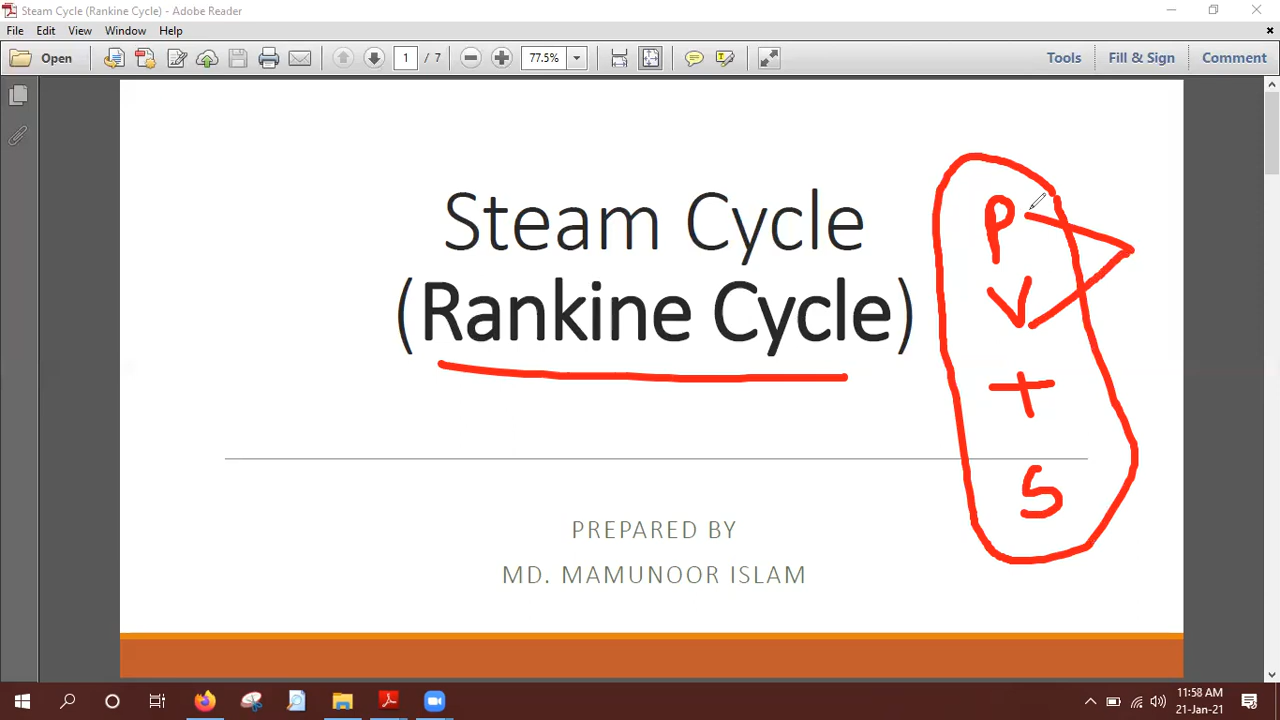 Steam Cycle (Rankine Cycle) - Adobe Reader
File Edit View Window Help
Open 1 / 7 77.5% Tools Fill & Sign Comment
Steam Cycle
(Rankine Cycle)
P
V
T
S
PREPARED BY
MD. MAMUNOOR ISLAM
11:58 AM
21-Jan-21